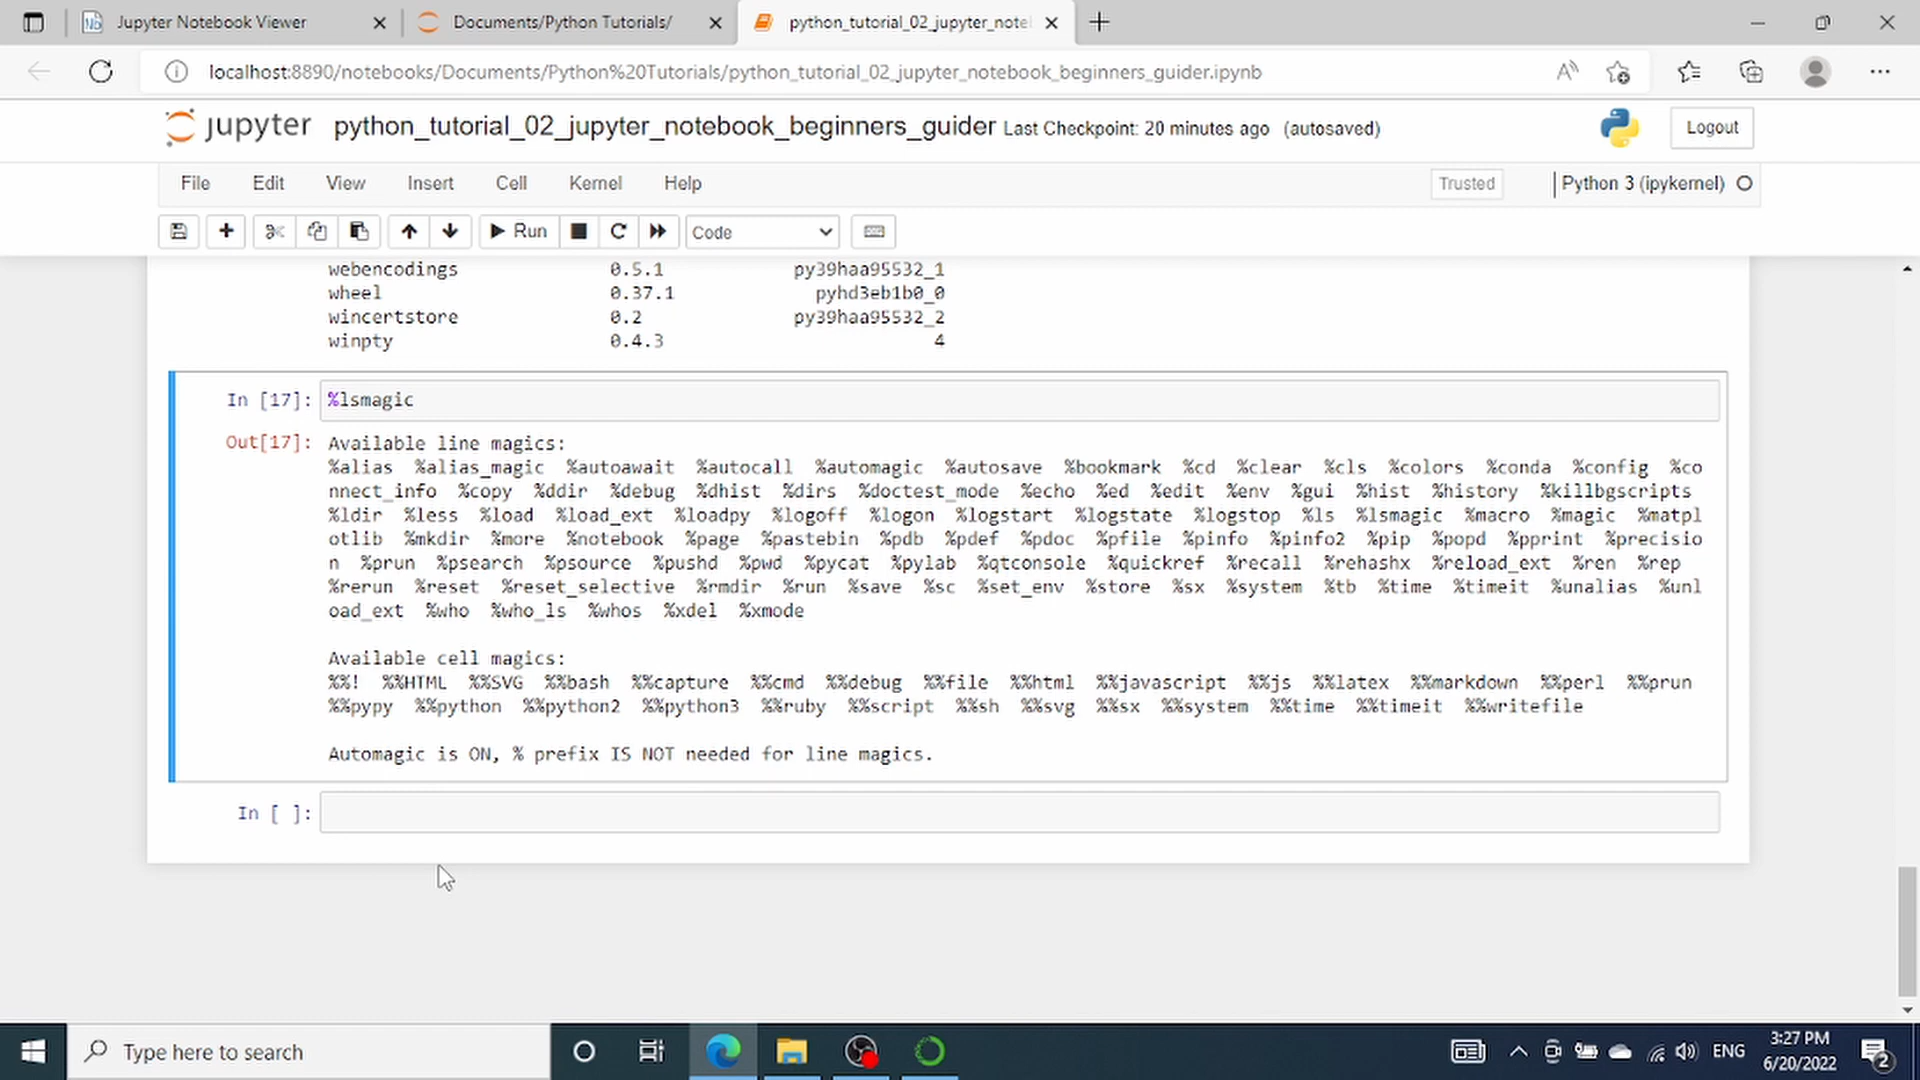 Jupyter Notebook Viewer
Documents/Python Tutorials/
python_tutorial_02_jupyter_note
localhost:8890/notebooks/Documents/Python%20Tutorials/python_tutorial_02_jupyter_notebook_beginners_guider.ipynb
jupyter python_tutorial_02_jupyter_notebook_beginners_guider Last Checkpoint: 20 minutes ago (autosaved)
Logout
File Edit View Insert Cell Kernel Help
Trusted
Python 3 (ipykernel)
Run
Code
webencodings 0.5.1 py39haa95532_1
wheel 0.37.1 pyhd3eb1b0_0
wincertstore 0.2 py39haa95532_2
winpty 0.4.3 4
In [17]: %lsmagic
Out[17]: Available line magics:
%alias %alias_magic %autoawait %autocall %automagic %autosave %bookmark %cd %clear %cls %colors %conda %config %co
nnect_info %copy %ddir %debug %dhist %dirs %doctest_mode %echo %ed %edit %env %gui %hist %history %killbgscripts
%ldir %less %load %load_ext %loadpy %logoff %logon %logstart %logstate %logstop %ls %lsmagic %macro %magic %matpl
otlib %mkdir %more %notebook %page %pastebin %pdb %pdef %pdoc %pfile %pinfo %pinfo2 %pip %popd %pprint %precisio
n %prun %psearch %psource %pushd %pwd %pycat %pylab %qtconsole %quickref %recall %rehashx %reload_ext %ren %rep
%rerun %reset %reset_selective %rmdir %run %save %sc %set_env %store %sx %system %tb %time %timeit %unalias %unl
oad_ext %who %who_ls %whos %xdel %xmode
Available cell magics:
%%! %%HTML %%SVG %%bash %%capture %%cmd %%debug %%file %%html %%javascript %%js %%latex %%markdown %%perl %%prun
%%pypy %%python %%python2 %%python3 %%ruby %%script %%sh %%svg %%sx %%system %%time %%timeit %%writefile
Automagic is ON, % prefix IS NOT needed for line magics.
In [ ]:
Type here to search
ENG
3:27 PM
6/20/2022
2